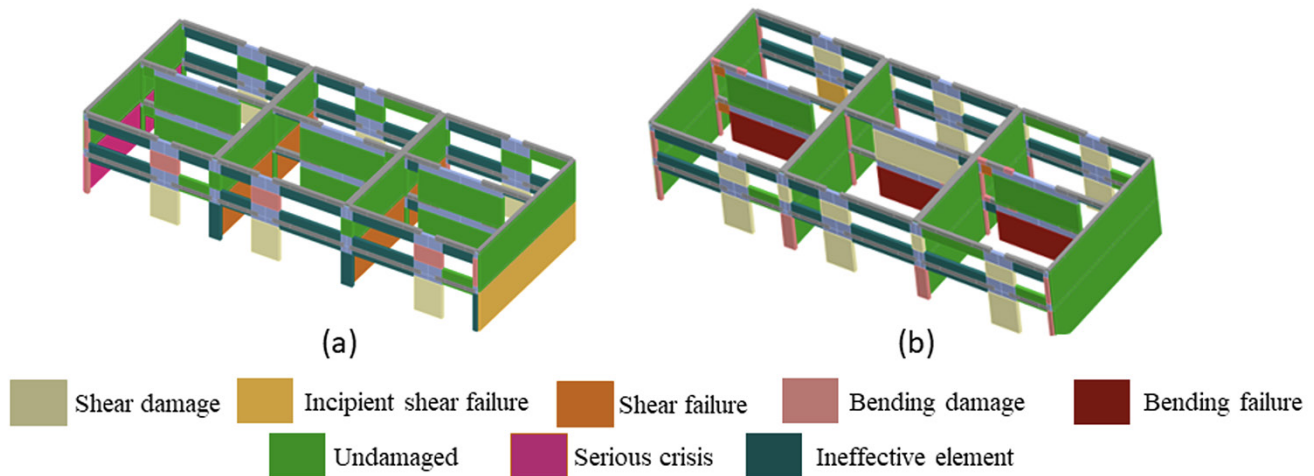 (a) (b)
Shear damage Incipient shear failure Shear failure Bending damage Bending failure
Undamaged Serious crisis Ineffective element